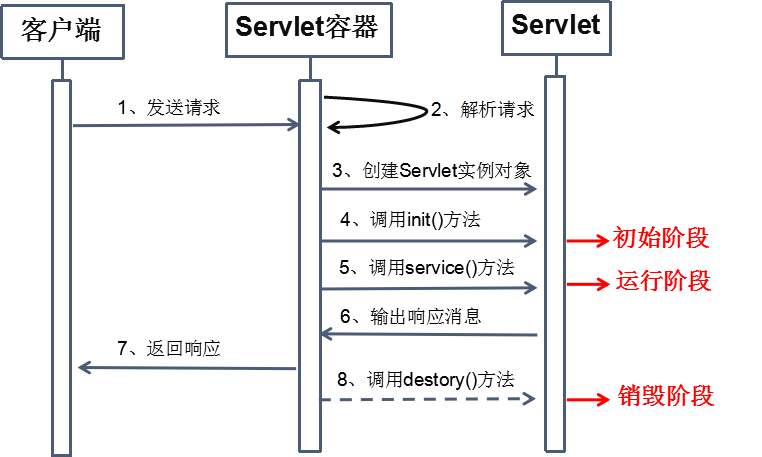 客户端
Servlet容器
Servlet
1、发送请求
2、解析请求
3、创建Servlet实例对象
4、调用init()方法
初始阶段
5、调用service()方法
运行阶段
6、输出响应消息
7、返回响应
8、调用destory()方法
销毁阶段